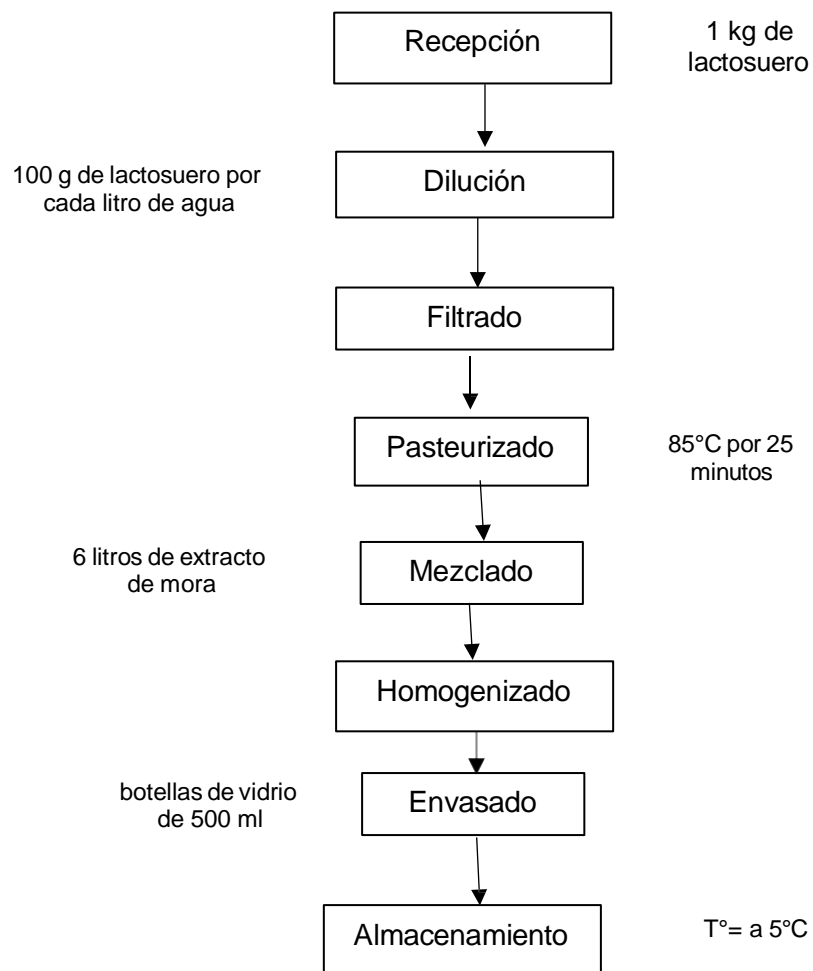 Recepción
1 kg de
lactosuero
100 g de lactosuero por
cada litro de agua
Dilución
Filtrado
Pasteurizado
85°C por 25
minutos
6 litros de extracto
de mora
Mezclado
Homogenizado
botellas de vidrio
de 500 ml
Envasado
Almacenamiento
T°= a 5°C